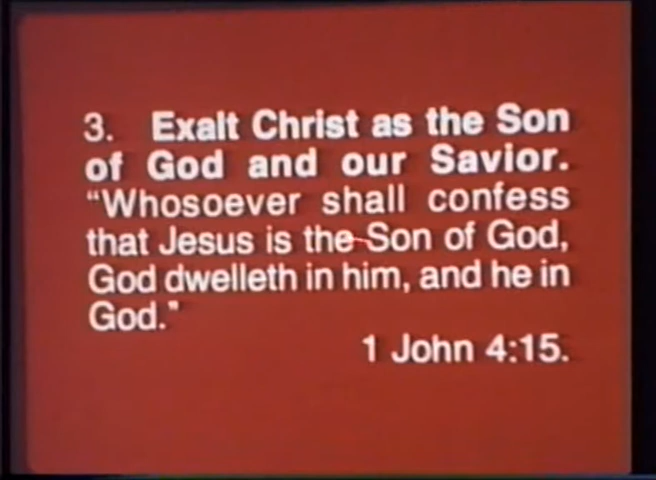 3. Exalt Christ as the Son
of God and our Savior.
“Whosoever shall confess
that Jesus is the Son of God,
God dwelleth in him, and he in
God.”
1 John 4:15.